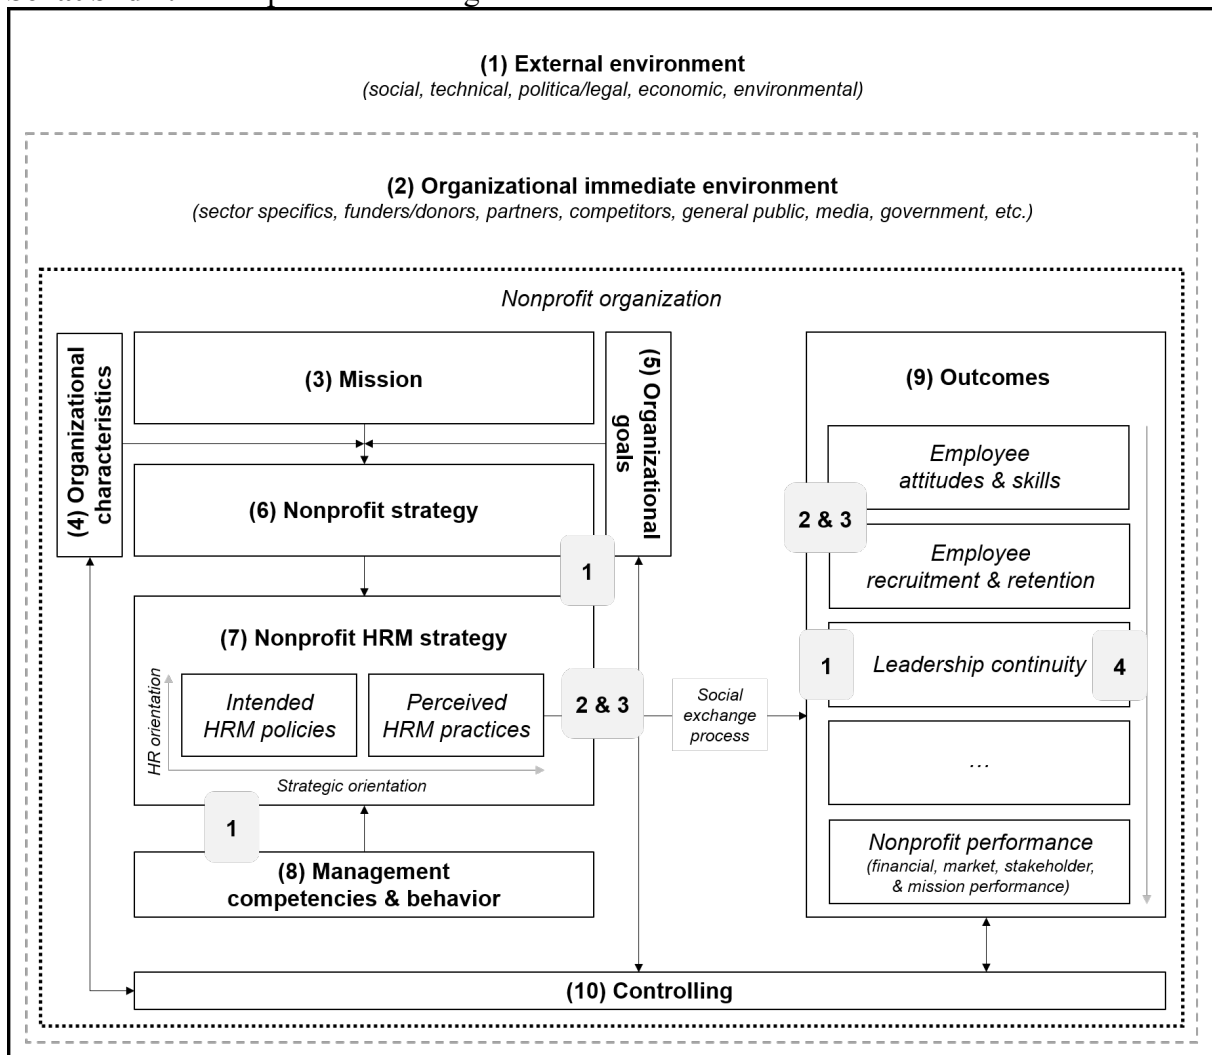 (1) External environment
(social, technical, politica/legal, economic, environmental)
(2) Organizational immediate environment
(sector specifics, funders/donors, partners, competitors, general public, media, government, etc.)
Nonprofit organization
(4) Organizational
characteristics
(3) Mission
(5) Organizational
goals
(6) Nonprofit strategy
1
(7) Nonprofit HRM strategy
HR orientation
Intended
HRM policies
Perceived
HRM practices
Strategic orientation
2 & 3
1
(8) Management
competencies & behavior
Social
exchange
process
(9) Outcomes
Employee
attitudes & skills
2 & 3
Employee
recruitment & retention
1
Leadership continuity
4
...
Nonprofit performance
(financial, market, stakeholder,
& mission performance)
(10) Controlling